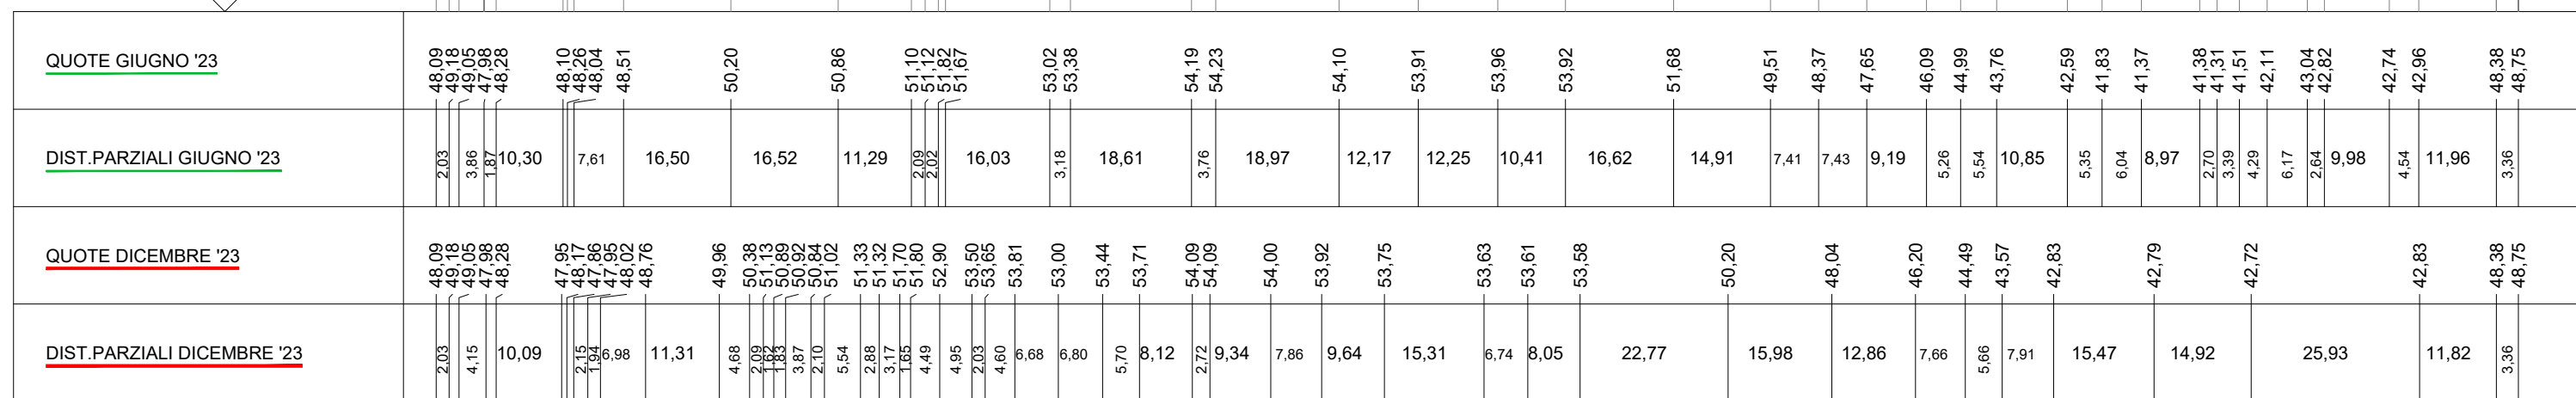 QUOTE GIUGNO '23 48,09 49,18 49,05 47,98 48,28 48,10 48,26 48,04 48,51 50,20 50,86 51,10 51,12 51,82 51,67 53,02 53,38 54,19 54,23 54,10 53,91 53,96 53,92 51,68 49,51 48,37 47,65 46,09 44,99 43,76 42,59 41,83 41,37 41,38 41,31 41,51 42,11 43,04 42,82 42,74 42,96 48,38 48,75
DIST.PARZIALI GIUGNO '23 2,03 3,86 1,87 10,30 7,61 16,50 16,52 11,29 2,09 2,02 16,03 3,18 18,61 3,76 18,97 12,17 12,25 10,41 16,62 14,91 7,41 7,43 9,19 5,26 5,54 10,85 5,35 6,04 8,97 2,70 3,39 4,29 6,17 2,64 9,98 4,54 11,96 3,36
QUOTE DICEMBRE '23 48,09 49,18 49,05 47,98 48,28 47,95 48,17 47,86 47,95 48,02 48,76 49,96 50,38 51,13 50,89 50,92 50,84 51,02 51,33 51,32 51,70 51,80 52,90 53,50 53,65 53,81 53,00 53,44 53,71 54,09 54,09 54,00 53,92 53,75 53,63 53,61 53,58 50,20 48,04 46,20 44,49 43,57 42,83 42,79 42,72 42,83 48,38 48,75
DIST.PARZIALI DICEMBRE '23 2,03 4,15 10,09 2,15 1,94 6,98 11,31 4,68 2,09 1,62 1,83 3,87 2,10 5,54 2,88 3,17 1,65 4,49 4,95 2,03 4,60 6,68 6,80 5,70 8,12 2,72 9,34 7,86 9,64 15,31 6,74 8,05 22,77 15,98 12,86 7,66 5,66 7,91 15,47 14,92 25,93 11,82 3,36